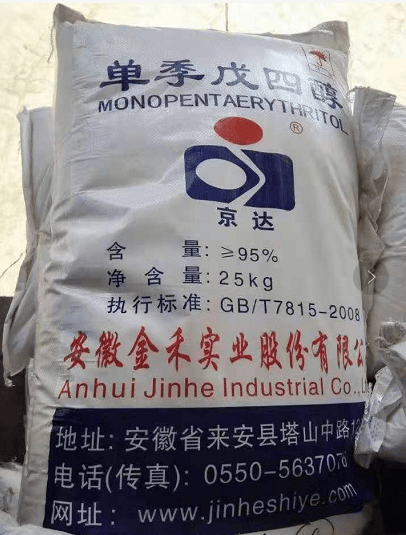 单季戊四醇
MONOPENTAERYTHRITOL
®
京达
含 量: ≥95%
净含量: 25kg
执行标准: GB/T7815-2008
安徽金禾实业股份有限公
Anhui Jinhe Industrial Co.,L
地址: 安徽省来安县塔山中路1
电话(传真): 0550-56370
网址: www.jinheshiye.com